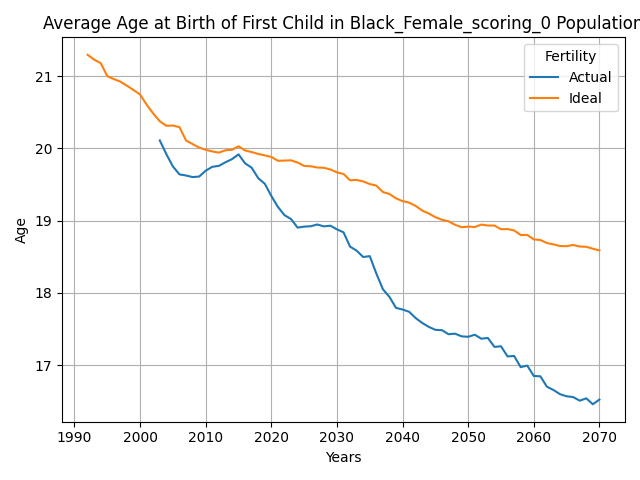 Average Age at Birth of First Child in Black_Female_scoring_0 Population
Fertility
Actual
Ideal
Age
21
20
19
18
17
1990
2000
2010
2020
2030
2040
2050
2060
2070
Years